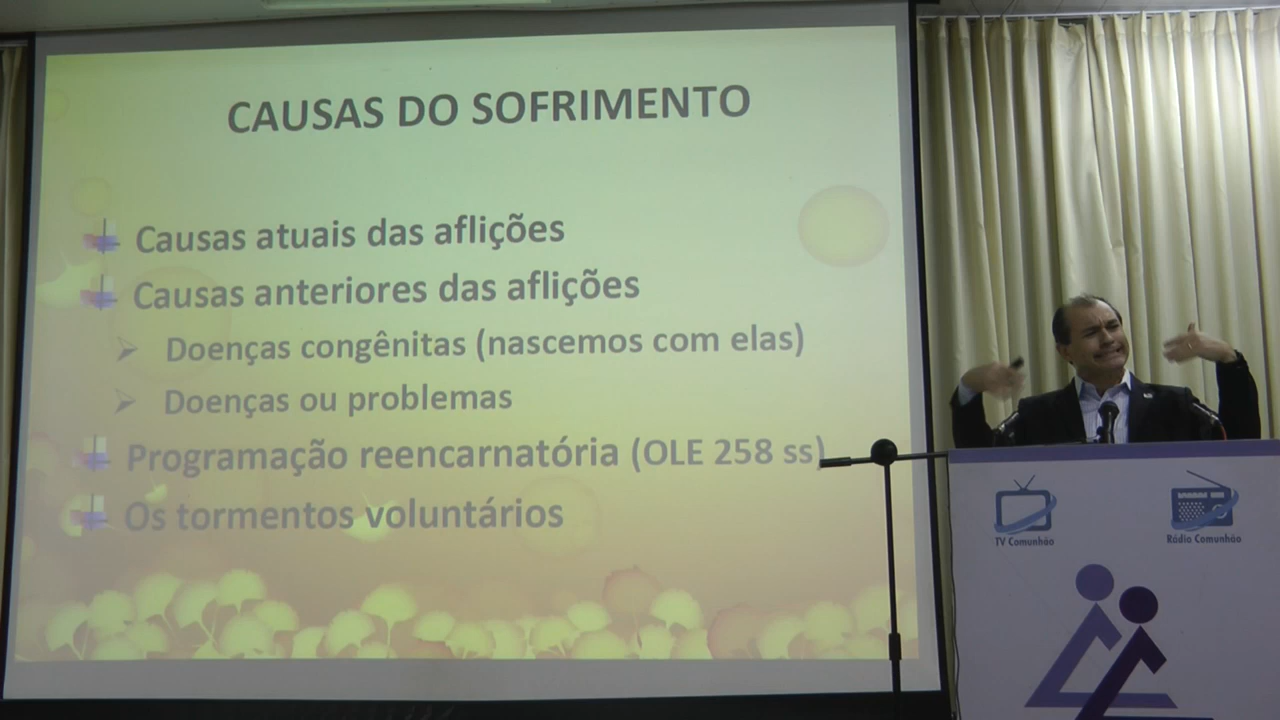 CAUSAS DO SOFRIMENTO
Causas atuais das aflições
Causas anteriores das aflições
Doenças congênitas (nascemos com elas)
Doenças ou problemas
Programação reencarnatória (OLE 258 ss)
Os tormentos voluntários
TV Comunhão
Rádio Comunhão